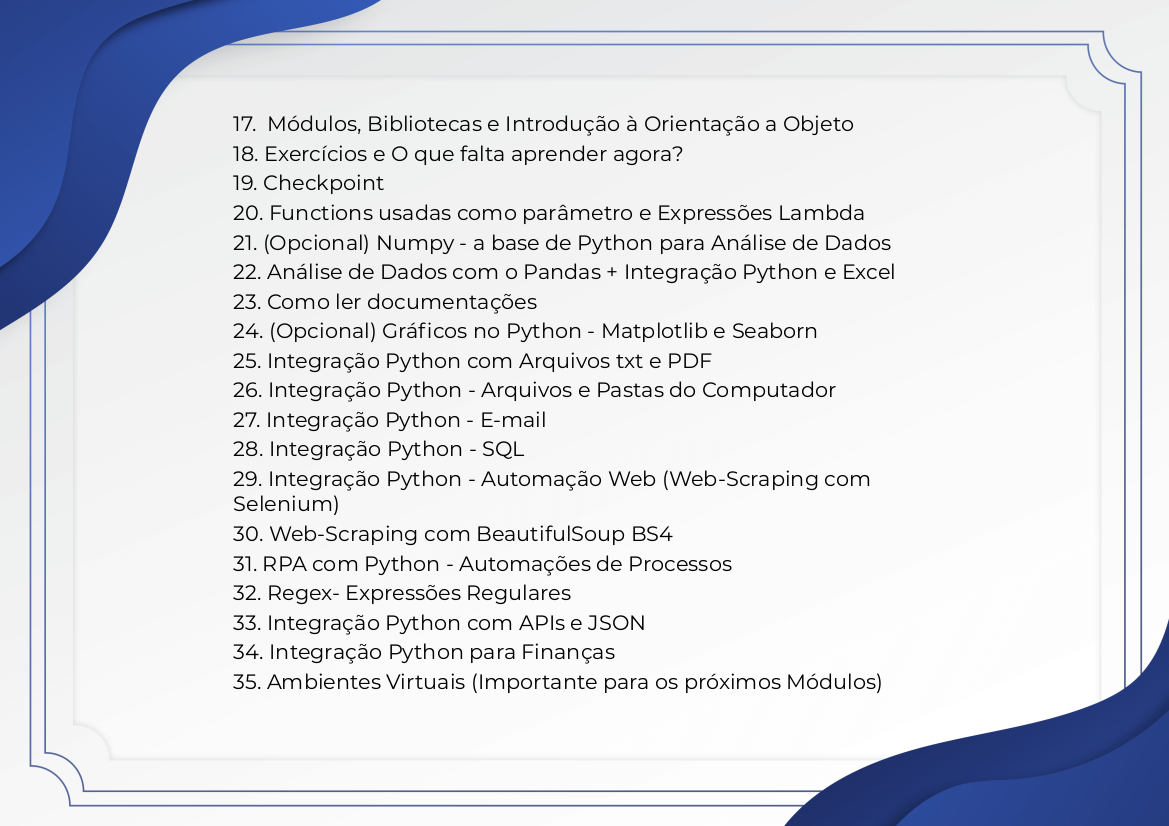 17.  Módulos, Bibliotecas e Introdução à Orientação a Objeto
18. Exercícios e O que falta aprender agora?
19. Checkpoint
20. Functions usadas como parâmetro e Expressões Lambda
21. (Opcional) Numpy - a base de Python para Análise de Dados
22. Análise de Dados com o Pandas + Integração Python e Excel
23. Como ler documentações
24. (Opcional) Gráficos no Python - Matplotlib e Seaborn
25. Integração Python com Arquivos txt e PDF
26. Integração Python - Arquivos e Pastas do Computador
27. Integração Python - E-mail
28. Integração Python - SQL
29. Integração Python - Automação Web (Web-Scraping com
Selenium)
30. Web-Scraping com BeautifulSoup BS4
31. RPA com Python - Automações de Processos
32. Regex- Expressões Regulares
33. Integração Python com APIs e JSON
34. Integração Python para Finanças
35. Ambientes Virtuais (Importante para os próximos Módulos)